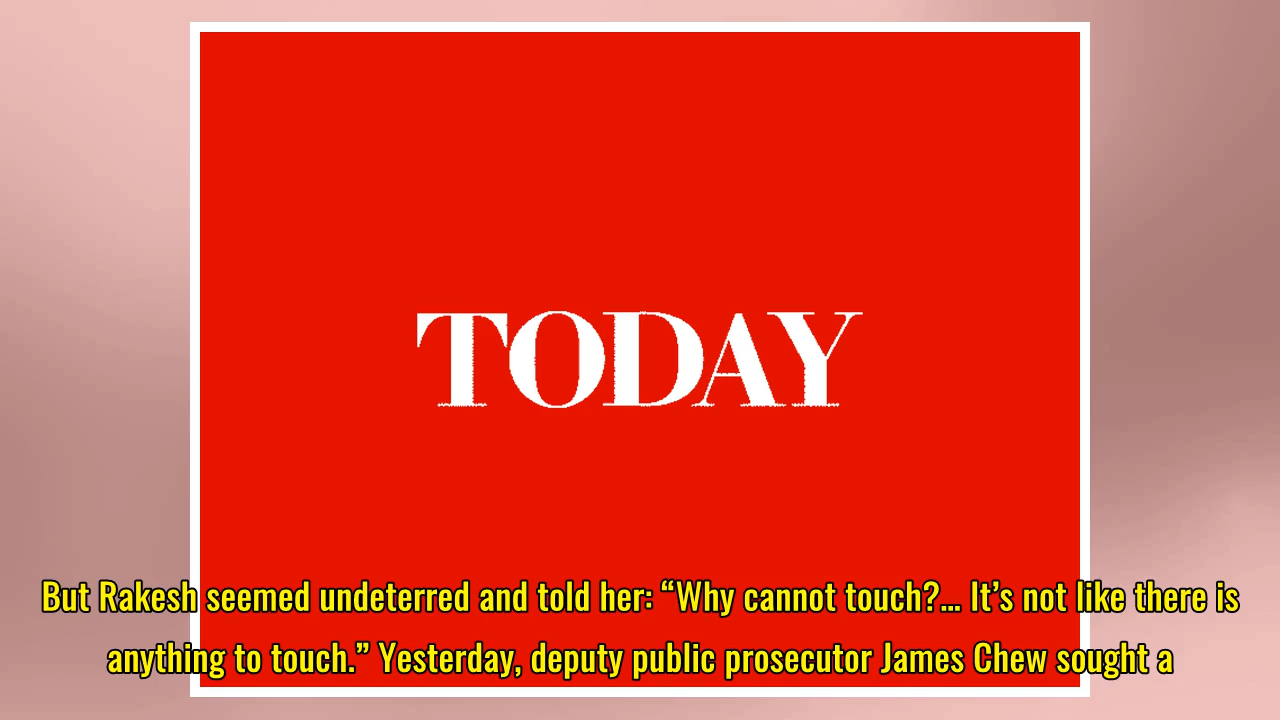 TODAY
But Rakesh seemed undeterred and told her: “Why cannot touch?... It’s not like there is
anything to touch.” Yesterday, deputy public prosecutor James Chew sought a